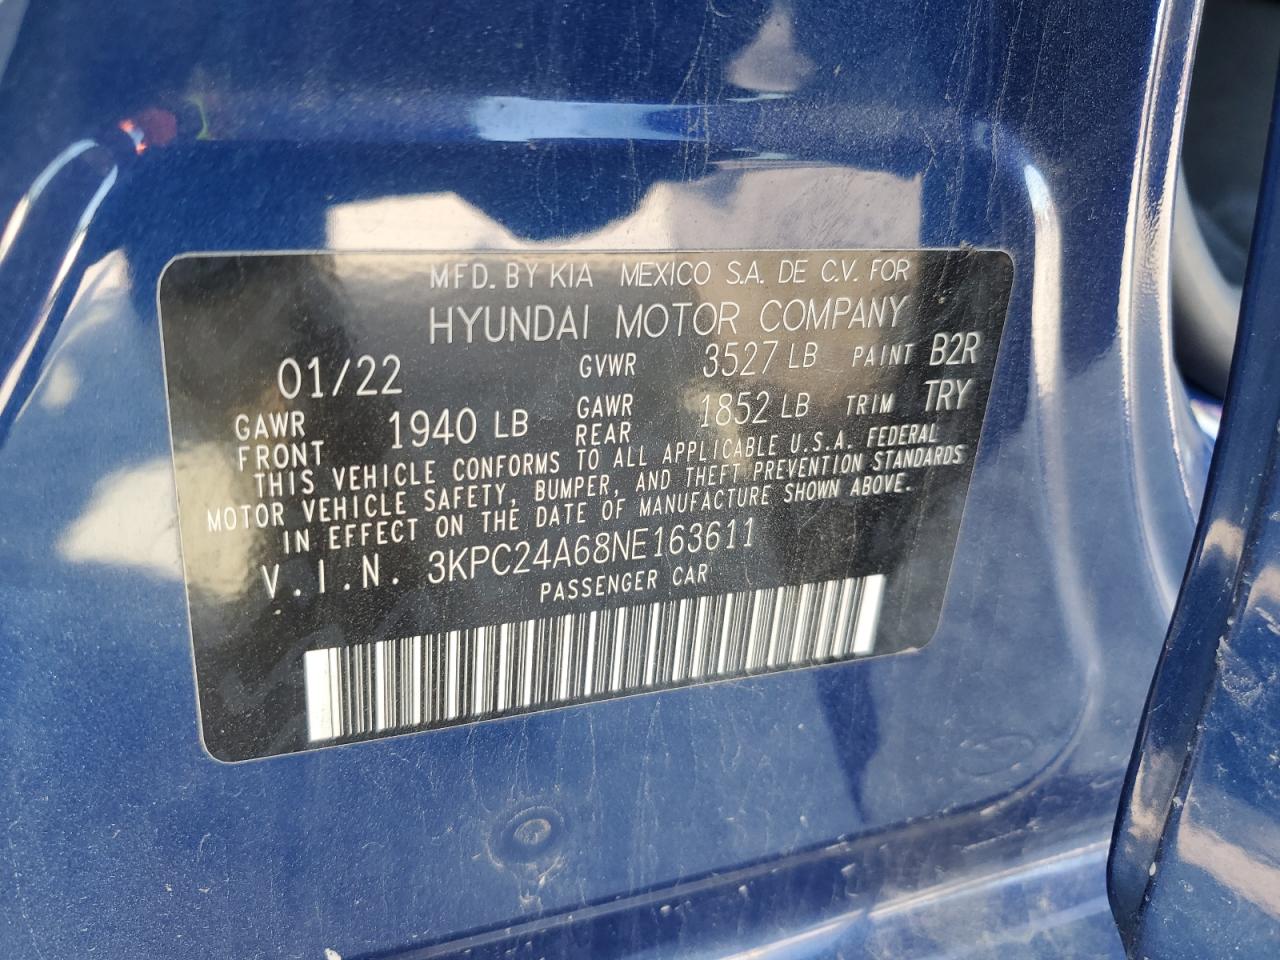 MFD. BY KIA MEXICO S.A. DE C.V. FOR
HYUNDAI MOTOR COMPANY
01/22 GVWR 3527 LB PAINT B2R
GAWR FRONT 1940 LB GAWR REAR 1852 LB TRIM TRY
THIS VEHICLE CONFORMS TO ALL APPLICABLE U.S.A. FEDERAL
MOTOR VEHICLE SAFETY, BUMPER, AND THEFT PREVENTION STANDARDS
IN EFFECT ON THE DATE OF MANUFACTURE SHOWN ABOVE.
V.I.N. 3KPC24A68NE163611
PASSENGER CAR